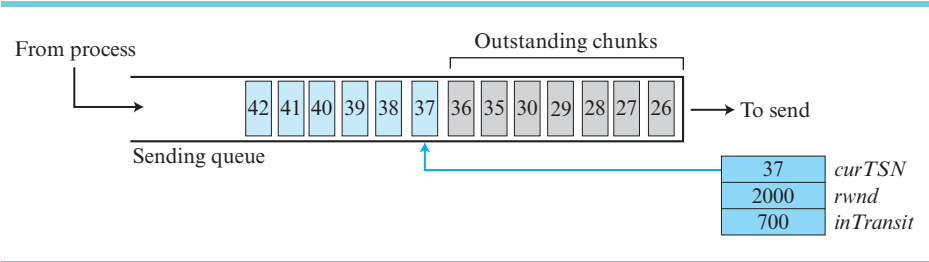 Outstanding chunks
From process
42 41 40 39 38 37 36 35 30 29 28 27 26
To send
Sending queue
37 curTSN
2000 rwnd
700 inTransit